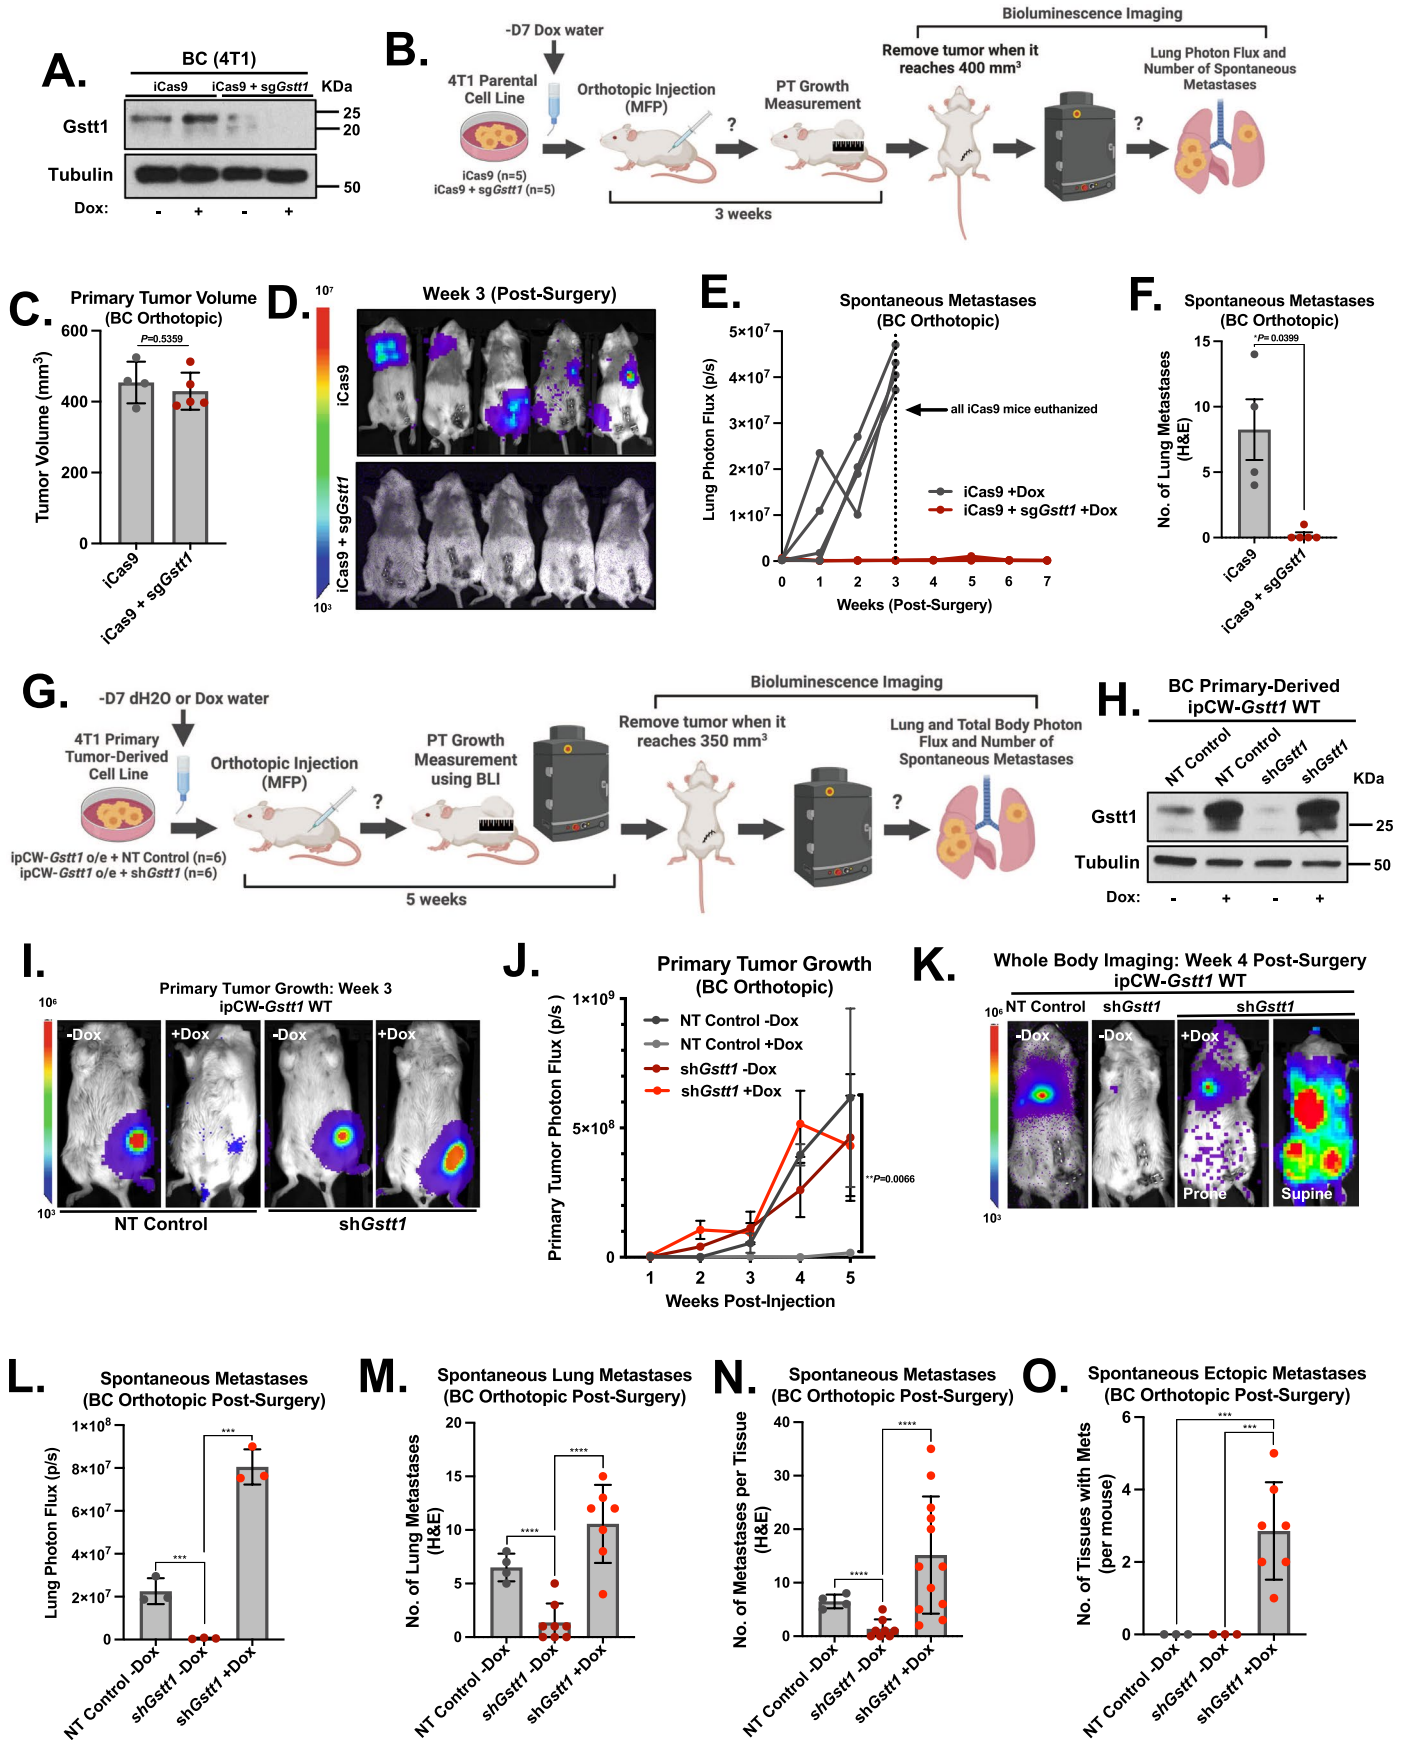 A.
BC (4T1)
iCas9
iCas9 + sgGstt1
KDa
Gstt1
25
20
Tubulin
50
Dox:
-
+
-
+
B.
Bioluminescence Imaging
-D7 Dox water
4T1 Parental
Cell Line
iCas9 (n=5)
iCas9 + sgGstt1 (n=5)
Orthotopic Injection
(MFP)
?
PT Growth
Measurement
3 weeks
Remove tumor when it
reaches 400 mm³
?
Lung Photon Flux and
Number of Spontaneous
Metastases
C.
Primary Tumor Volume
(BC Orthotopic)
P=0.5359
Tumor Volume (mm³)
600
400
200
0
iCas9
iCas9 + sgGstt1
D.
Week 3 (Post-Surgery)
10⁷
10³
iCas9
iCas9 + sgGstt1
E.
Spontaneous Metastases
(BC Orthotopic)
Lung Photon Flux (p/s)
5×10⁷
4×10⁷
3×10⁷
2×10⁷
1×10⁷
0
all iCas9 mice euthanized
iCas9 +Dox
iCas9 + sgGstt1 +Dox
0 1 2 3 4 5 6 7
Weeks (Post-Surgery)
F.
Spontaneous Metastases
(BC Orthotopic)
*P= 0.0399
No. of Lung Metastases
(H&E)
15
10
5
0
iCas9
iCas9 + sgGstt1
G.
-D7 dH2O or Dox water
4T1 Primary
Tumor-Derived
Cell Line
ipCW-Gstt1 o/e + NT Control (n=6)
ipCW-Gstt1 o/e + shGstt1 (n=6)
Orthotopic Injection
(MFP)
?
PT Growth
Measurement
using BLI
5 weeks
Bioluminescence Imaging
Remove tumor when it
reaches 350 mm³
?
Lung and Total Body Photon
Flux and Number of
Spontaneous Metastases
H.
BC Primary-Derived
ipCW-Gstt1 WT
NT Control
NT Control
shGstt1
shGstt1
KDa
Gstt1
25
Tubulin
50
Dox:
-
+
-
+
I.
Primary Tumor Growth: Week 3
ipCW-Gstt1 WT
10⁶
10³
-Dox
+Dox
-Dox
+Dox
NT Control
shGstt1
J.
Primary Tumor Growth
(BC Orthotopic)
Primary Tumor Photon Flux (p/s )
1×10⁹
5×10⁸
0
NT Control -Dox
NT Control +Dox
shGstt1 -Dox
shGstt1 +Dox
**P=0.0066
1 2 3 4 5
Weeks Post-Injection
K.
Whole Body Imaging: Week 4 Post-Surgery
ipCW-Gstt1 WT
NT Control
shGstt1
shGstt1
10⁶
10³
-Dox
-Dox
+Dox
Prone
Supine
L.
Spontaneous Metastases
(BC Orthotopic Post-Surgery)
Lung Photon Flux (p/s)
1×10⁸
8×10⁷
6×10⁷
4×10⁷
2×10⁷
0
***
***
NT Control -Dox
shGstt1 -Dox
shGstt1 +Dox
M.
Spontaneous Lung Metastases
(BC Orthotopic Post-Surgery)
No. of Lung Metastases
(H&E)
20
15
10
5
0
****
****
NT Control -Dox
shGstt1 -Dox
shGstt1 +Dox
N.
Spontaneous Metastases
(BC Orthotopic Post-Surgery)
No. of Metastases per Tissue
(H&E)
40
30
20
10
0
****
****
NT Control -Dox
shGstt1 -Dox
shGstt1 +Dox
O.
Spontaneous Ectopic Metastases
(BC Orthotopic Post-Surgery)
No. of Tissues with Mets
(per mouse)
6
4
2
0
***
***
NT Control -Dox
shGstt1 -Dox
shGstt1 +Dox